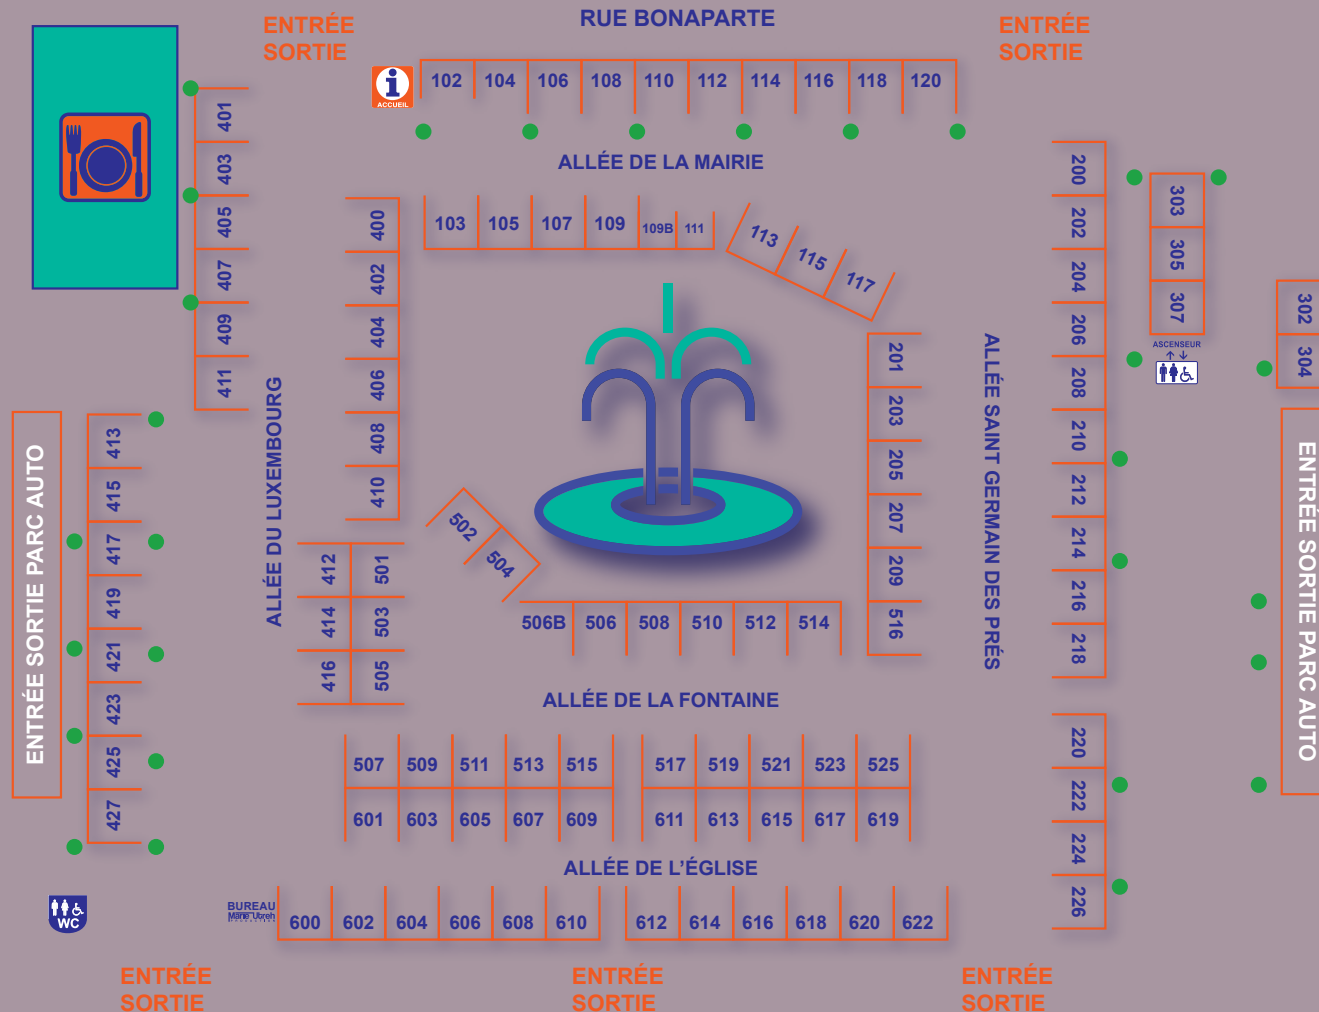 RUE BONAPARTE
ENTRÉE
SORTIE
ENTRÉE
SORTIE
ACCUEIL
102 104 106 108 110 112 114 116 118 120
ALLÉE DE LA MAIRIE
103 105 107 109 109B 111 113 115 117
401
403
405
407
409
411
400
402
404
406
408
410
200
202
204
206
208
210
212
214
216
218
303
305
307
ASCENSEUR
302
304
201
203
205
207
209
516
ALLÉE SAINT GERMAIN DES PRÉS
ALLÉE DU LUXEMBOURG
ENTRÉE SORTIE PARC AUTO
ENTRÉE SORTIE PARC AUTO
413
415
417
419
421
423
425
427
502
504
412 501
414 503
416 505
506B 506 508 510 512 514
ALLÉE DE LA FONTAINE
507 509 511 513 515 517 519 521 523 525
601 603 605 607 609 611 613 615 617 619
220
222
224
226
ALLÉE DE L'ÉGLISE
BUREAU
600 602 604 606 608 610 612 614 616 618 620 622
WC
ENTRÉE
SORTIE
ENTRÉE
SORTIE
ENTRÉE
SORTIE